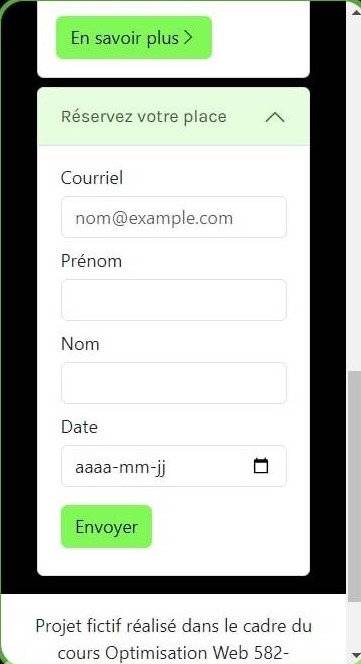 En savoir plus
Réservez votre place
Courriel
nom@example.com
Prénom
Nom
Date
aaaa-mm-jj
Envoyer
Projet fictif réalisé dans le cadre du
cours Optimisation Web 582-